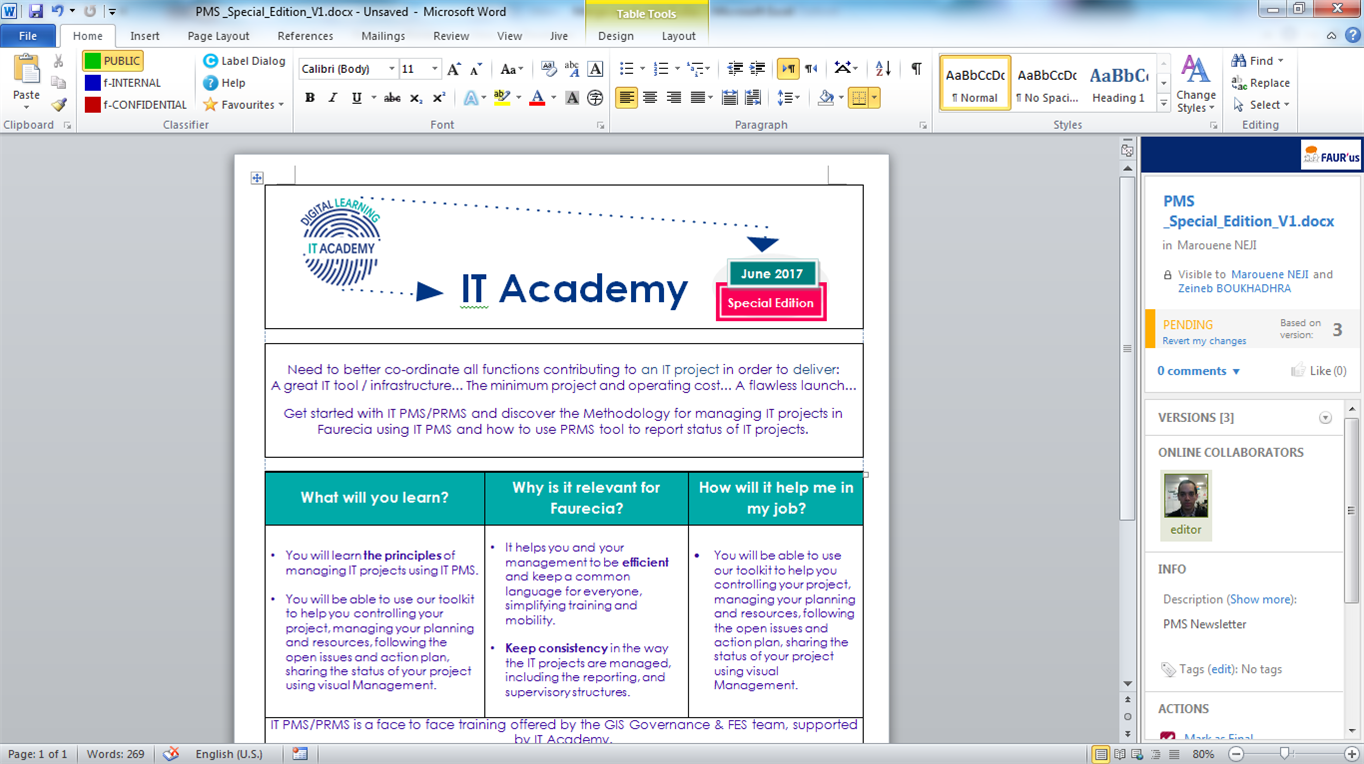 PMS _Special_Edition_V1.docx - Unsaved - Microsoft Word
Table Tools
File Home Insert Page Layout References Mailings Review View Jive Design Layout
Paste
Clipboard
PUBLIC
f-INTERNAL
f-CONFIDENTIAL
Label Dialog
Help
Favourites
Classifier
Calibri (Body) 11
Font
Paragraph
AaBbCcDc AaBbCcDc AaBbCc
¶ Normal ¶ No Spaci... Heading 1
Change
Styles
Styles
Find
Replace
Select
Editing
DIGITAL LEARNING
IT ACADEMY
IT Academy
June 2017
Special Edition
Need to better co-ordinate all functions contributing to an IT project in order to deliver:
A great IT tool / infrastructure... The minimum project and operating cost... A flawless launch...
Get started with IT PMS/PRMS and discover the Methodology for managing IT projects in
Faurecia using IT PMS and how to use PRMS tool to report status of IT projects.
What will you learn?
• You will learn the principles of
managing IT projects using IT PMS.
• You will be able to use our toolkit
to help you controlling your
project, managing your planning
and resources, following the
open issues and action plan,
sharing the status of your project
using visual Management.
Why is it relevant for
Faurecia?
• It helps you and your
management to be efficient
and keep a common
language for everyone,
simplifying training and
mobility.
• Keep consistency in the way
the IT projects are managed,
including the reporting, and
supervisory structures.
How will it help me in
my job?
• You will be able to use
our toolkit to help you
controlling your project,
managing your planning
and resources, following
the open issues and
action plan, sharing the
status of your project
using visual
Management.
IT PMS/PRMS is a face to face training offered by the GIS Governance & FES team, supported
by IT Academy.
FAUR'us
PMS
_Special_Edition_V1.docx
in Marouene NEJI
Visible to Marouene NEJI and
Zeineb BOUKHADHRA
PENDING
Revert my changes
Based on
version: 3
0 comments
Like (0)
VERSIONS [3]
ONLINE COLLABORATORS
editor
INFO
Description (Show more):
PMS Newsletter
Tags (edit): No tags
ACTIONS
Mark as Final
Page: 1 of 1 Words: 269 English (U.S.) 80%